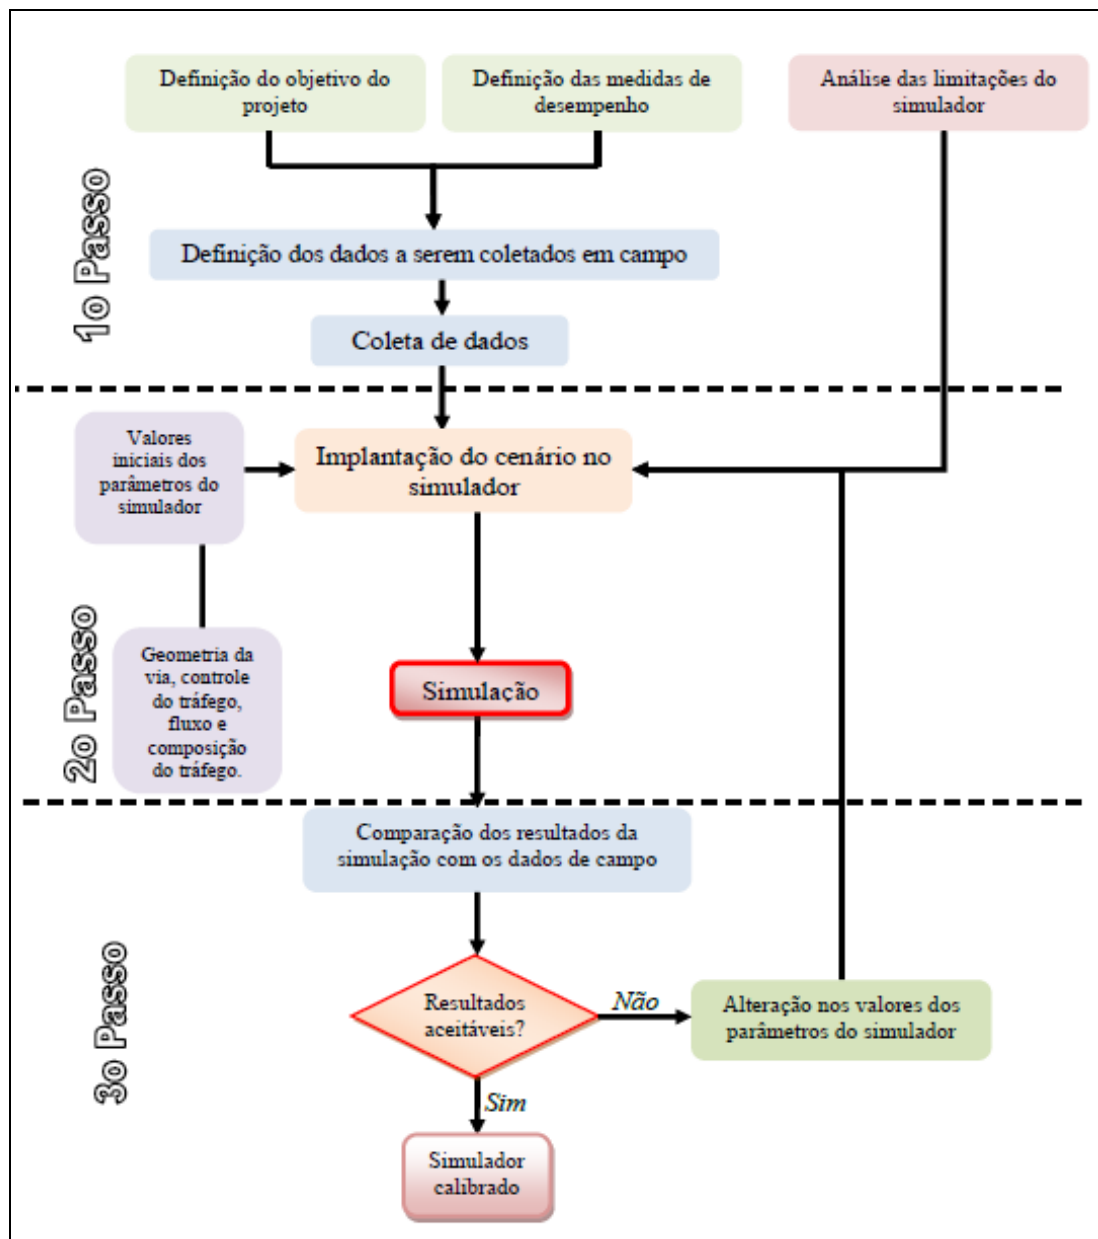 Definição do objetivo do
projeto
Definição das medidas de
desempenho
Análise das limitações do
simulador
1o Passo
Definição dos dados a serem coletados em campo
Coleta de dados
Valores
iniciais dos
parâmetros do
simulador
Implantação do cenário no
simulador
2o Passo
Geometria da
via, controle
do tráfego,
fluxo e
composição
do tráfego.
Simulação
Comparação dos resultados da
simulação com os dados de campo
3o Passo
Resultados
aceitáveis?
Não
Alteração nos valores dos
parâmetros do simulador
Sim
Simulador
calibrado